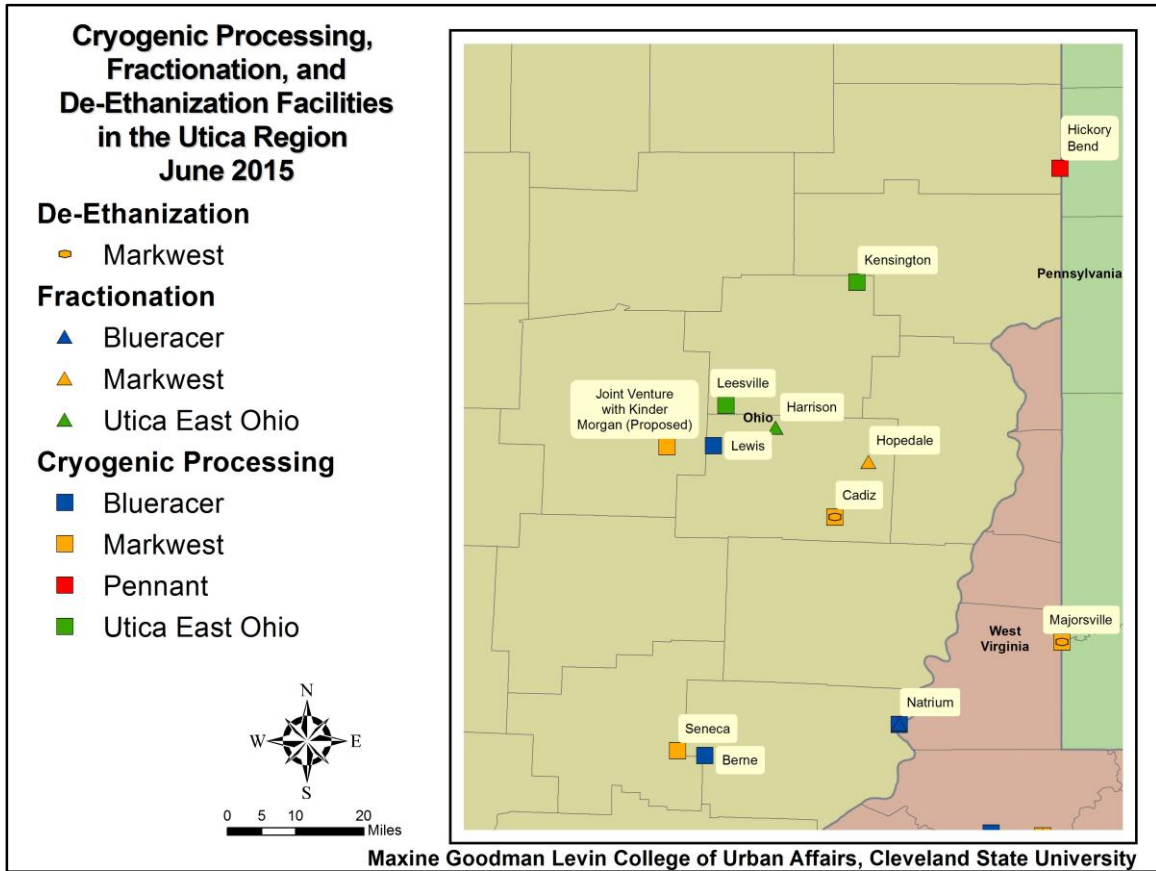 Cryogenic Processing,
Fractionation, and
De-Ethanization Facilities
in the Utica Region
June 2015
De-Ethanization
Markwest
Fractionation
Blueracer
Markwest
Utica East Ohio
Cryogenic Processing
Blueracer
Markwest
Pennant
Utica East Ohio
N
W
E
S
0 5 10 20
Miles
Hickory
Bend
Kensington
Pennsylvania
Joint Venture
with Kinder
Morgan (Proposed)
Leesville
Ohio
Harrison
Lewis
Hopedale
Cadiz
Majorsville
West
Virginia
Natrium
Seneca
Berne
Maxine Goodman Levin College of Urban Affairs, Cleveland State University